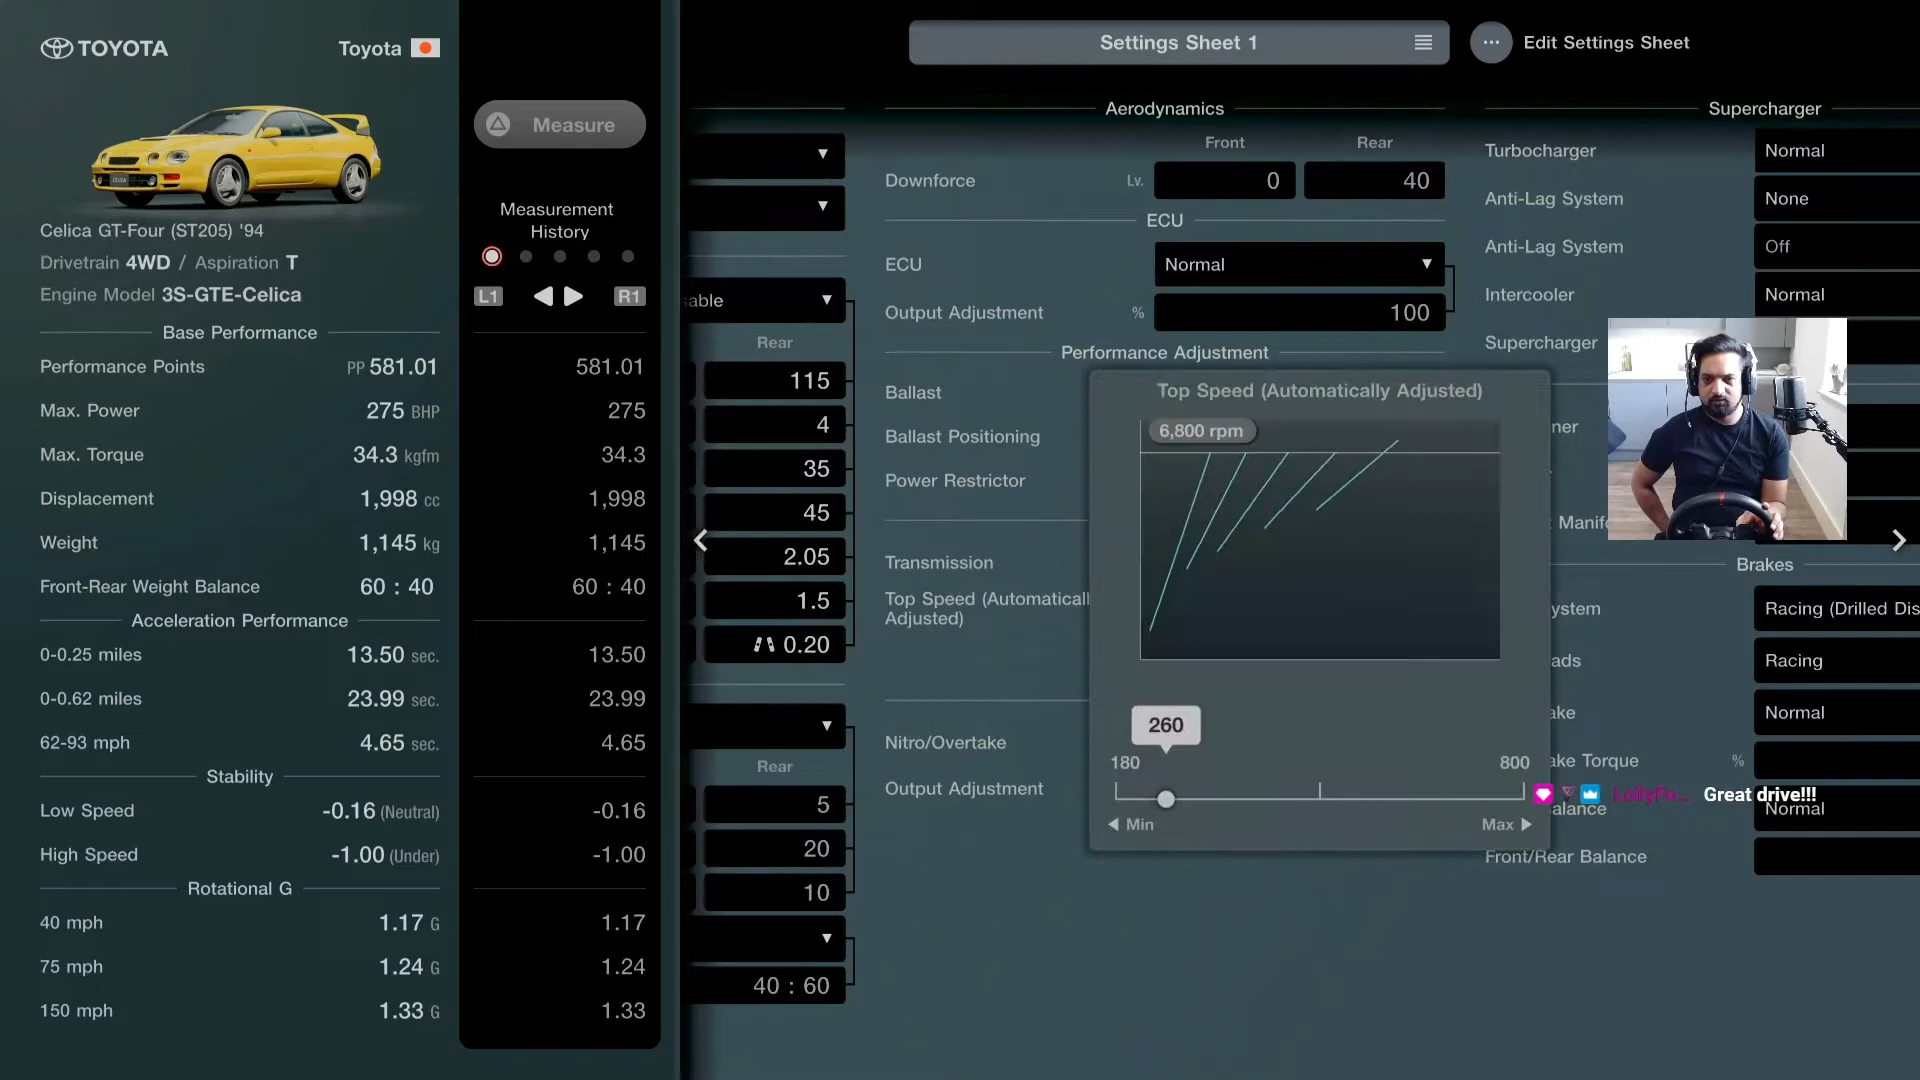 TOYOTA
Toyota
Celica GT-Four (ST205) '94
Drivetrain 4WD / Aspiration T
Engine Model 3S-GTE-Celica
Base Performance
Performance Points PP 581.01
Max. Power 275 BHP
Max. Torque 34.3 kgfm
Displacement 1,998 cc
Weight 1,145 kg
Front-Rear Weight Balance 60 : 40
Acceleration Performance
0-0.25 miles 13.50 sec.
0-0.62 miles 23.99 sec.
62-93 mph 4.65 sec.
Stability
Low Speed -0.16 (Neutral)
High Speed -1.00 (Under)
Rotational G
40 mph 1.17 G
75 mph 1.24 G
150 mph 1.33 G
Measure
Measurement
History
L1 R1
581.01
275
34.3
1,998
1,145
60 : 40
13.50
23.99
4.65
-0.16
-1.00
1.17
1.24
1.33
Settings Sheet 1
Edit Settings Sheet
Rear
115
4
35
45
2.05
1.5
0.20
Rear
5
20
10
40 : 60
Aerodynamics
Front Rear
Downforce Lv. 0 40
ECU
ECU Normal
Output Adjustment % 100
Performance Adjustment
Ballast
Ballast Positioning
Power Restrictor
Transmission
Top Speed (Automatically
Adjusted)
Nitro/Overtake
Output Adjustment
Top Speed (Automatically Adjusted)
6,800 rpm
260
180 800
Min Max
Supercharger
Turbocharger Normal
Anti-Lag System None
Anti-Lag System Off
Intercooler Normal
Supercharger
Brakes
Racing (Drilled Dis
Racing
Normal
Torque %
Normal
Front/Rear Balance
Great drive!!!